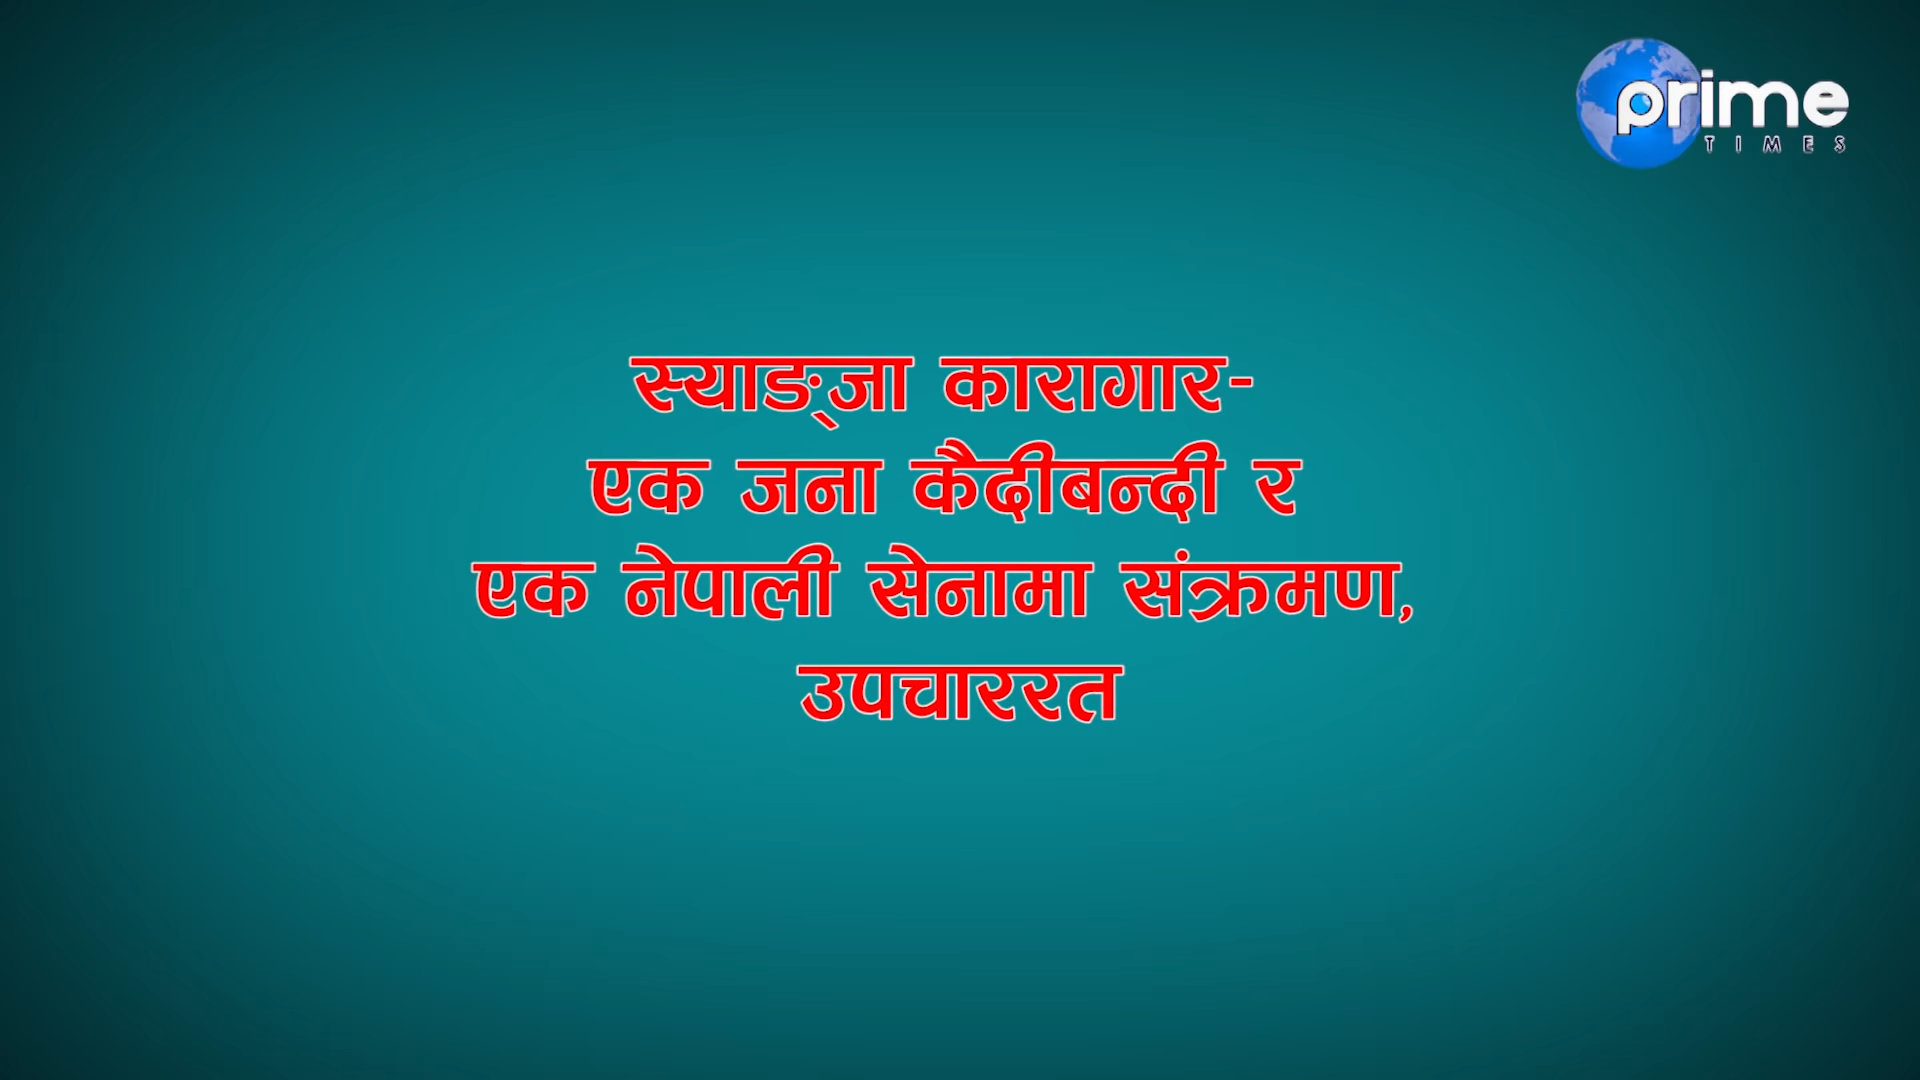 prime
TIMES
स्याङ्जा कारागार-
एक जना कैदीबन्दी र
एक नेपाली सेनामा संक्रमण,
उपचाररत